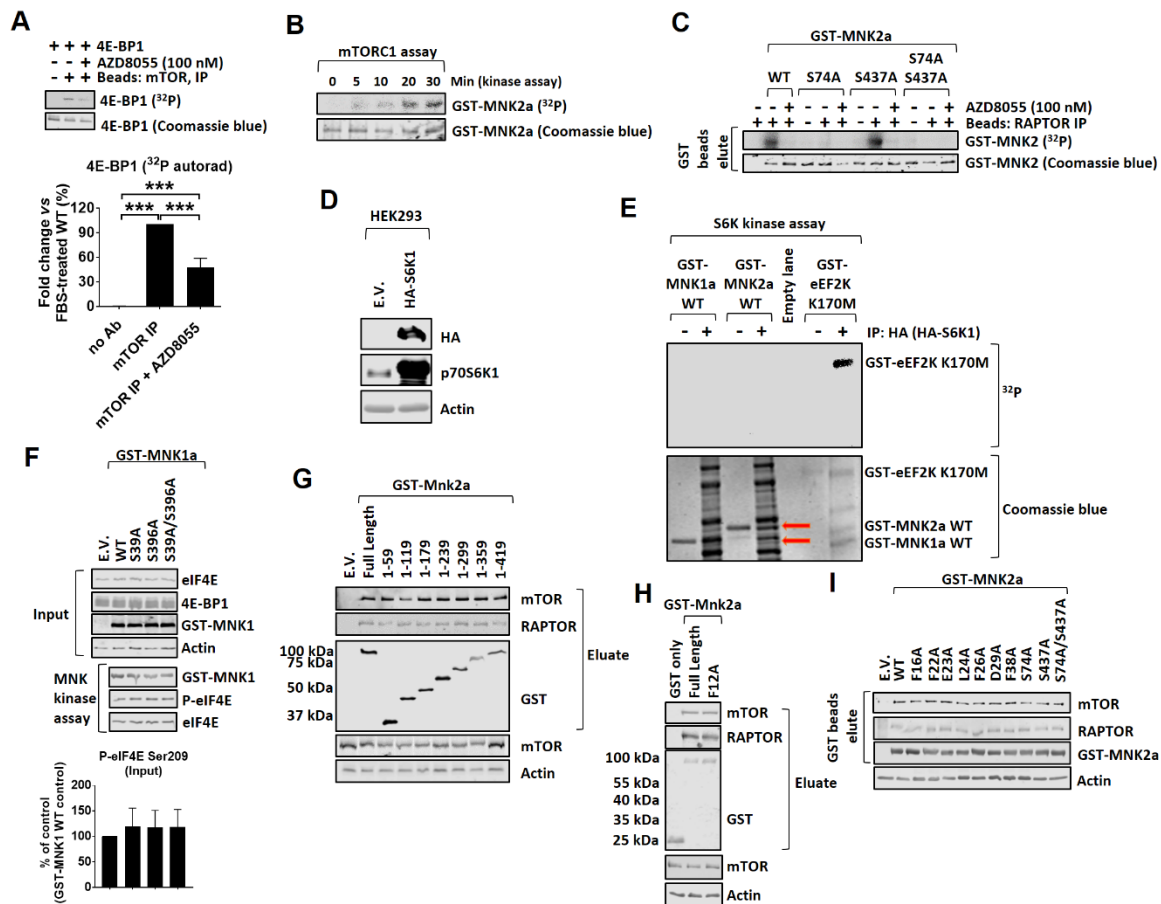 A
+ + + 4E-BP1
- - + AZD8055 (100 nM)
- + + Beads: mTOR, IP
4E-BP1 (32P)
4E-BP1 (Coomassie blue)
4E-BP1 (32P autorad)
Fold change vs
FBS-treated WT (%)
120
90
60
30
0
***
*** ***
no Ab
mTOR IP
mTOR IP + AZD8055
B
mTORC1 assay
0 5 10 20 30 Min (kinase assay)
GST-MNK2a (32P)
GST-MNK2a (Coomassie blue)
C
GST-MNK2a
WT S74A S437A S74A
S437A
- - + - - + - - + - - + AZD8055 (100 nM)
- + + - + + - + + - + + Beads: RAPTOR IP
GST
beads
elute
GST-MNK2 (32P)
GST-MNK2 (Coomassie blue)
D
HEK293
E.V.
HA-S6K1
HA
p70S6K1
Actin
E
S6K kinase assay
GST-
MNK1a
WT
GST-
MNK2a
WT
Empty lane
GST-
eEF2K
K170M
- + - + - + IP: HA (HA-S6K1)
GST-eEF2K K170M
32P
GST-eEF2K K170M
GST-MNK2a WT
GST-MNK1a WT
Coomassie blue
F
GST-MNK1a
E.V.
WT
S39A
S396A
S39A/S396A
Input
eIF4E
4E-BP1
GST-MNK1
Actin
MNK
kinase
assay
GST-MNK1
P-eIF4E
eIF4E
P-eIF4E Ser209
(Input)
% of control
(GST-MNK1 WT control)
200
150
100
50
0
G
GST-Mnk2a
E.V.
Full Length
1-59
1-119
1-179
1-239
1-299
1-359
1-419
mTOR
RAPTOR
100 kDa
75 kDa
50 kDa
37 kDa
GST
Eluate
mTOR
Actin
H
GST-Mnk2a
GST only
Full Length
F12A
mTOR
RAPTOR
100 kDa
55 kDa
40 kDa
35 kDa
25 kDa
GST
Eluate
mTOR
Actin
I
GST-MNK2a
E.V.
WT
F16A
F22A
E23A
L24A
F26A
D29A
F38A
S74A
S437A
S74A/S437A
GST beads
elute
mTOR
RAPTOR
GST-MNK2a
Actin